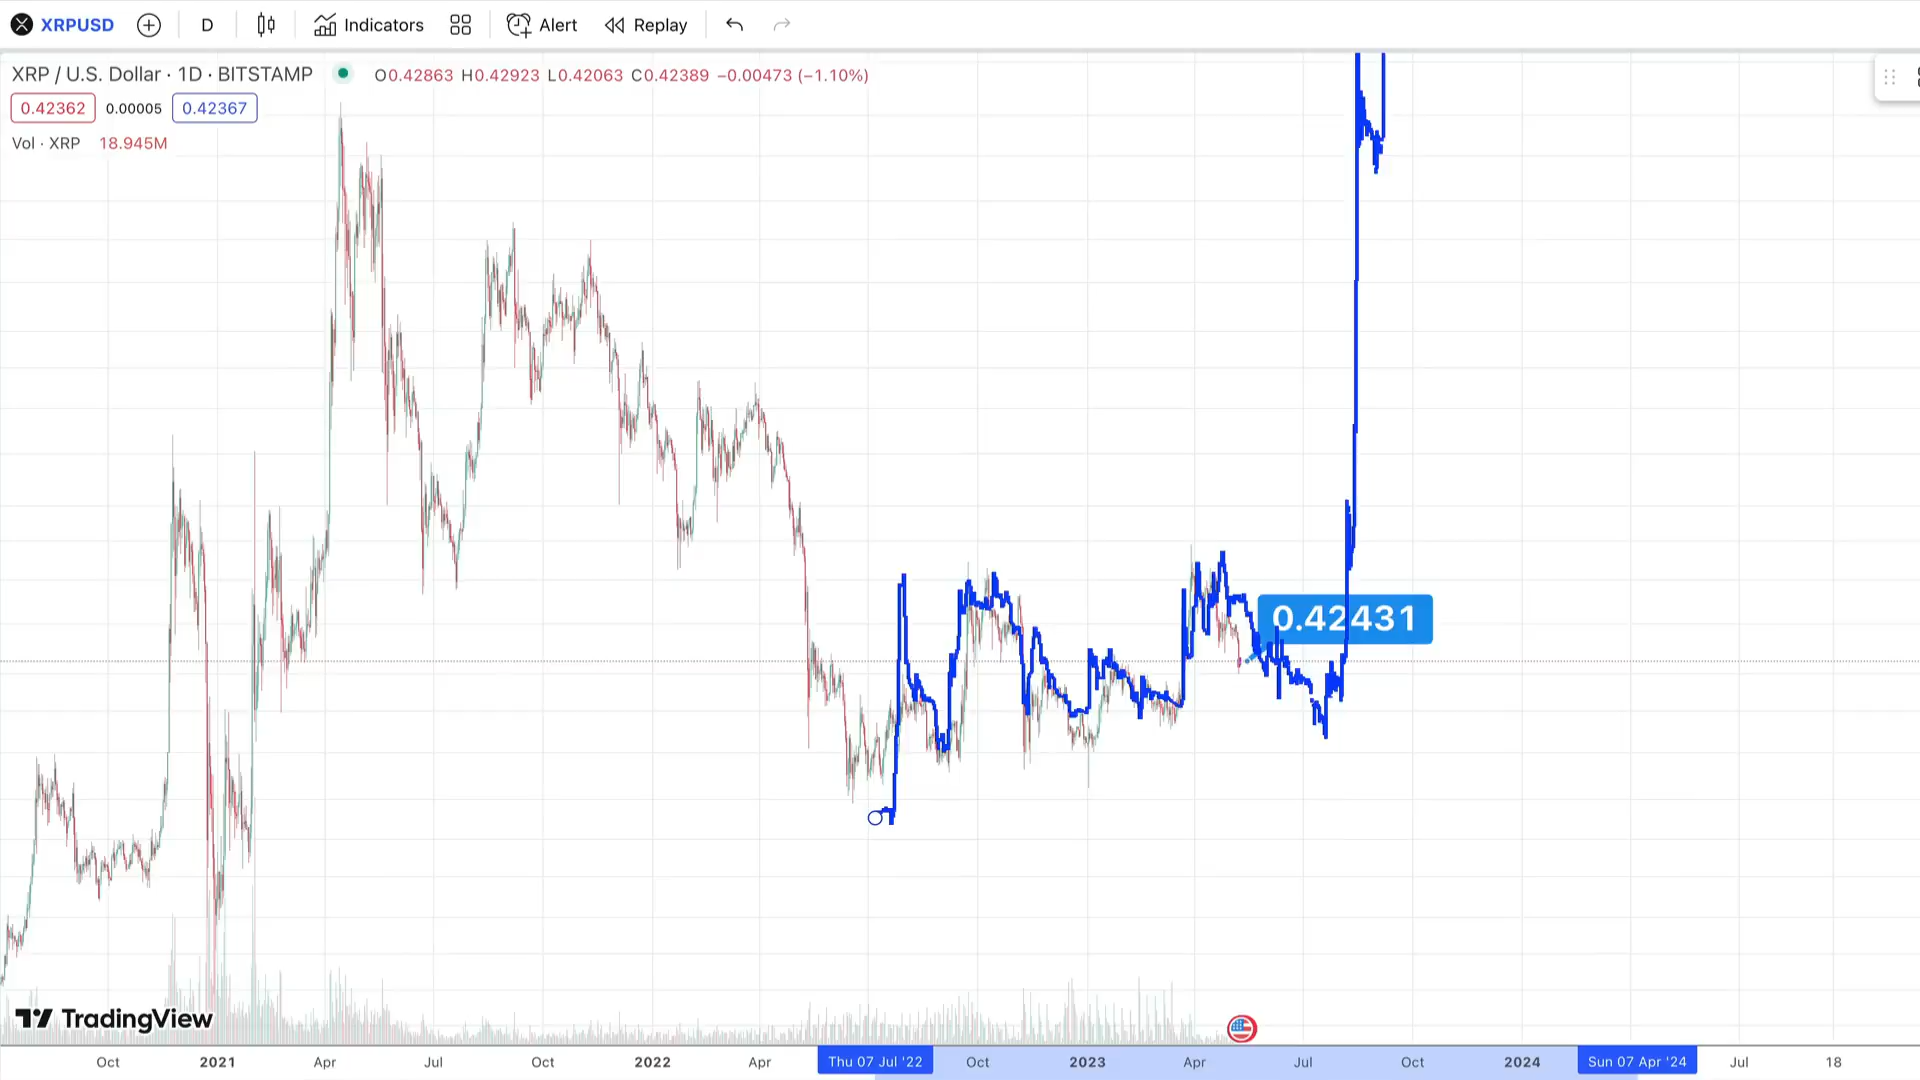 XRPUSD D Indicators Alert Replay
XRP / U.S. Dollar · 1D · BITSTAMP O0.42863 H0.42923 L0.42063 C0.42389 −0.00473 (−1.10%)
0.42362 0.00005 0.42367
Vol · XRP 18.945M
0.42431
TradingView
Oct 2021 Apr Jul Oct 2022 Apr Thu 07 Jul '22 Oct 2023 Apr Jul Oct 2024 Sun 07 Apr '24 Jul 18